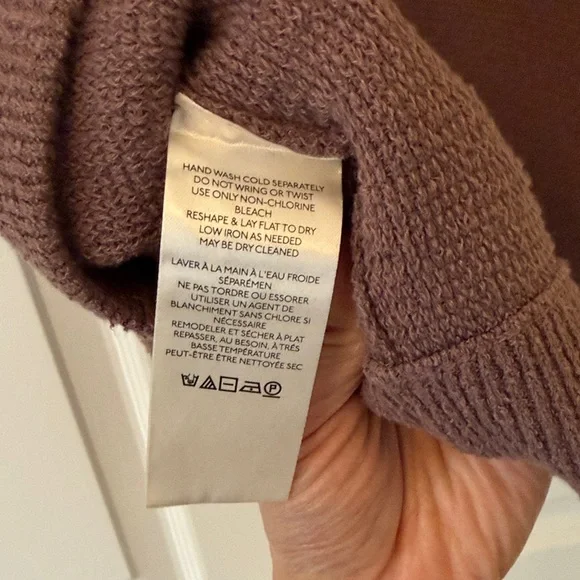 HAND WASH COLD SEPARATELY
DO NOT WRING OR TWIST
USE ONLY NON-CHLORINE
BLEACH
RESHAPE & LAY FLAT TO DRY
LOW IRON AS NEEDED
MAY BE DRY CLEANED
LAVER À LA MAIN À L'EAU FROIDE
SÉPARÉMEN
NE PAS TORDRE OU ESSORER
UTILISER UN AGENT DE
BLANCHIMENT SANS CHLORE SI
NÉCESSAIRE
REMODELER ET SÉCHER À PLAT
REPASSER, AU BESOIN, À TRÉS
BASSE TEMPÉRATURE
PEUT-ÊTRE ÊTRE NETTOYÉ SEC
P